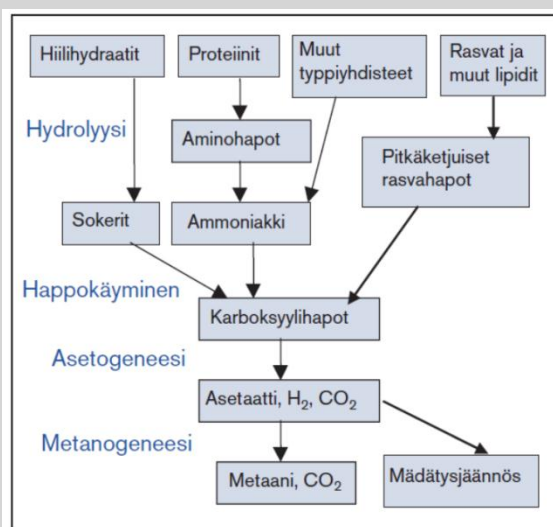 Hiilihydraatit
Proteiinit
Muut
typpiyhdisteet
Rasvat ja
muut lipidit
Hydrolyysi
Aminohapot
Pitkäketjuiset
rasvahapot
Sokerit
Ammoniakki
Happokäyminen
Karboksyylihapot
Asetogeneesi
Asetaatti, H₂, CO₂
Metanogeneesi
Metaani, CO₂
Mädätysjäännös